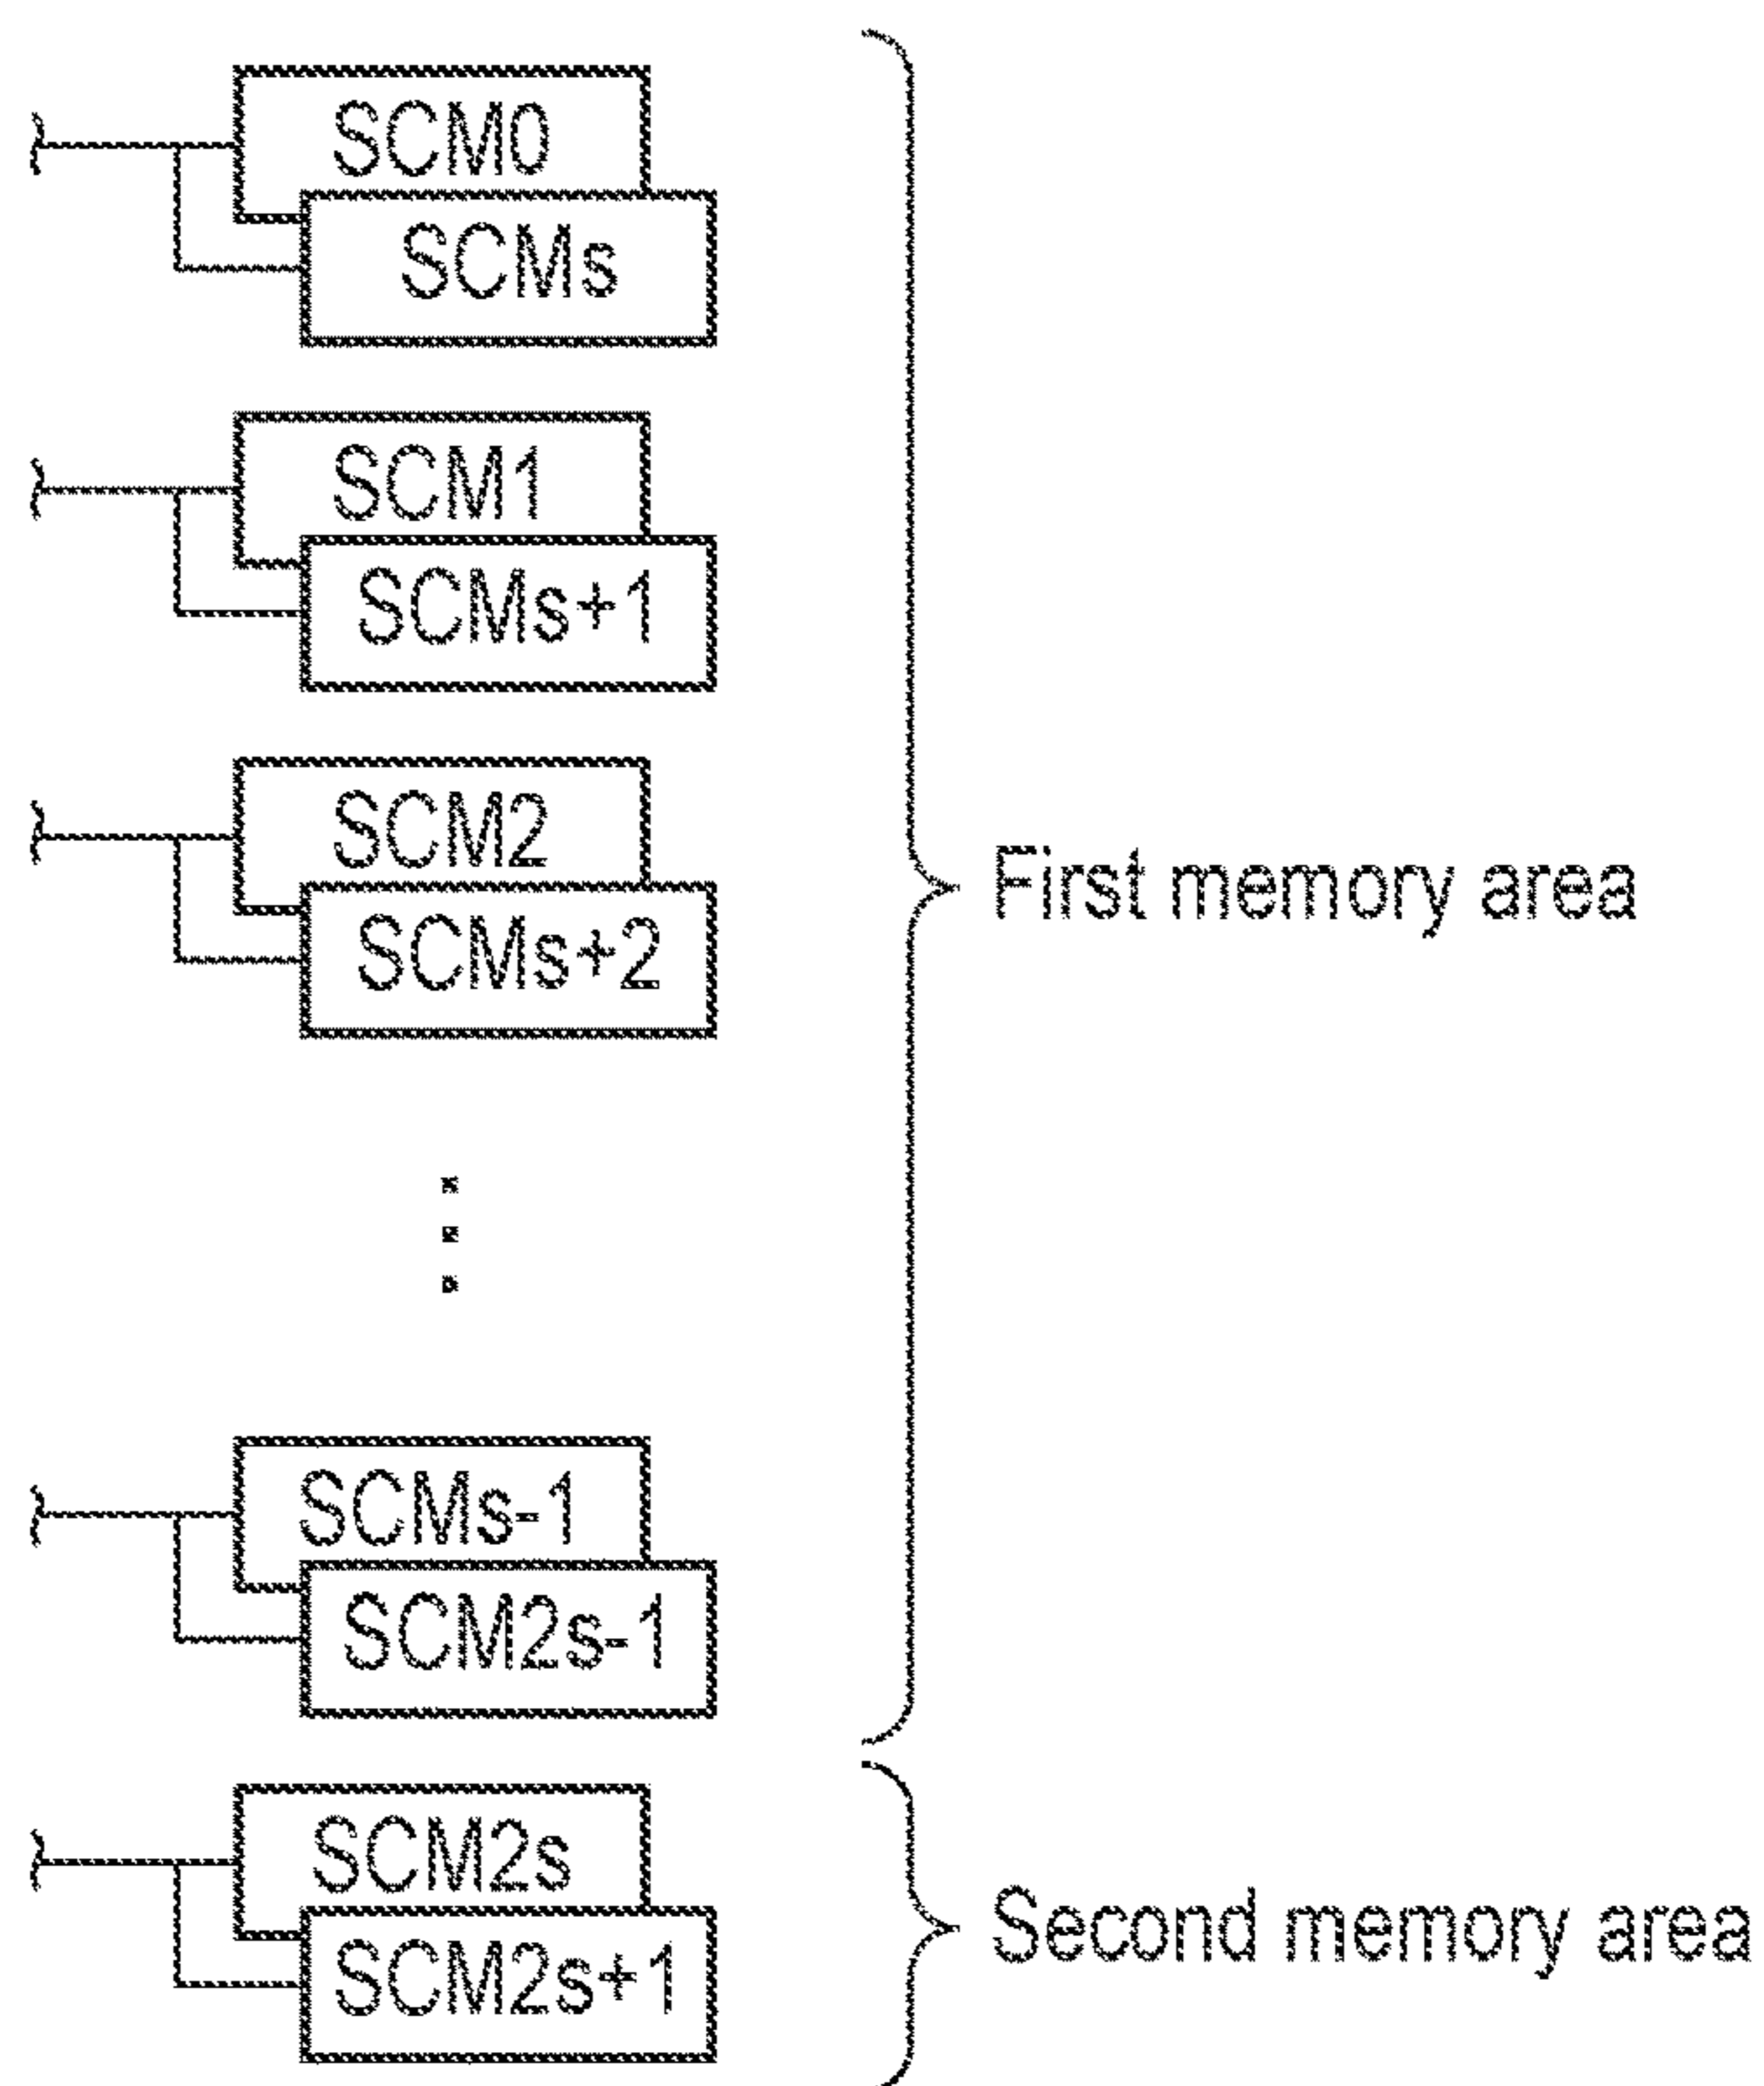 SCM0
SCMs
SCM1
SCMs+1
SCM2
SCMs+2
First memory area
SCMs-1
SCM2s-1
SCM2s
SCM2s+1
Second memory area